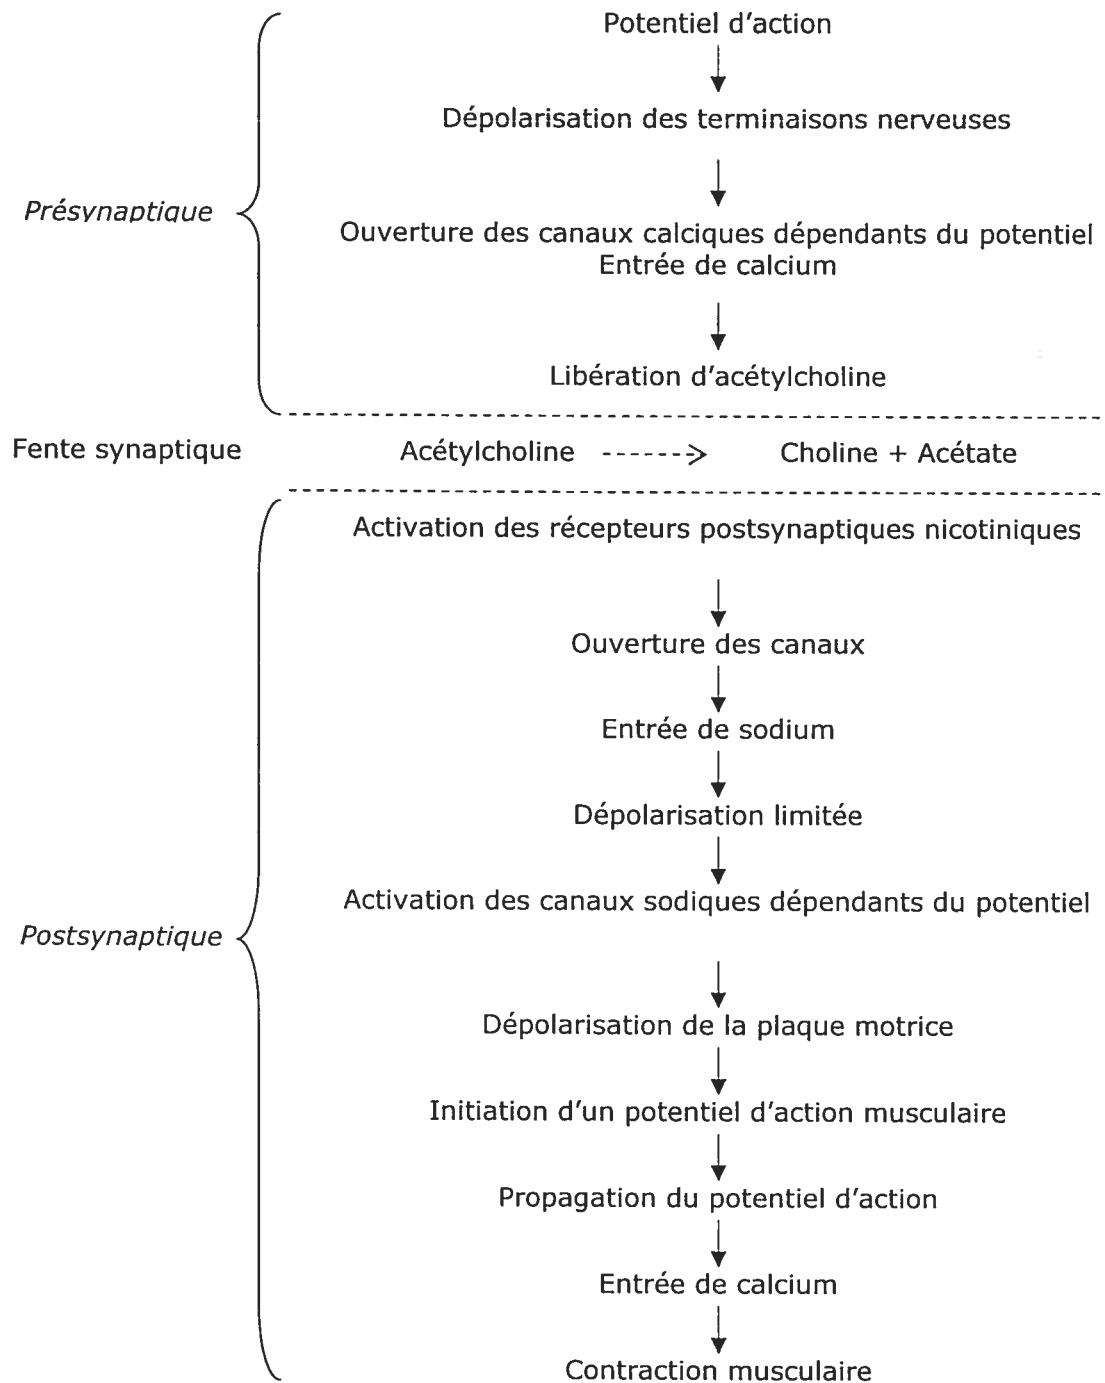 Potentiel d'action
Dépolarisation des terminaisons nerveuses
Présynaptique
Ouverture des canaux calciques dépendants du potentiel
Entrée de calcium
Libération d'acétylcholine
Fente synaptique Acétylcholine Choline + Acétate
Activation des récepteurs postsynaptiques nicotiniques
Ouverture des canaux
Entrée de sodium
Dépolarisation limitée
Activation des canaux sodiques dépendants du potentiel
Postsynaptique
Dépolarisation de la plaque motrice
Initiation d'un potentiel d'action musculaire
Propagation du potentiel d'action
Entrée de calcium
Contraction musculaire